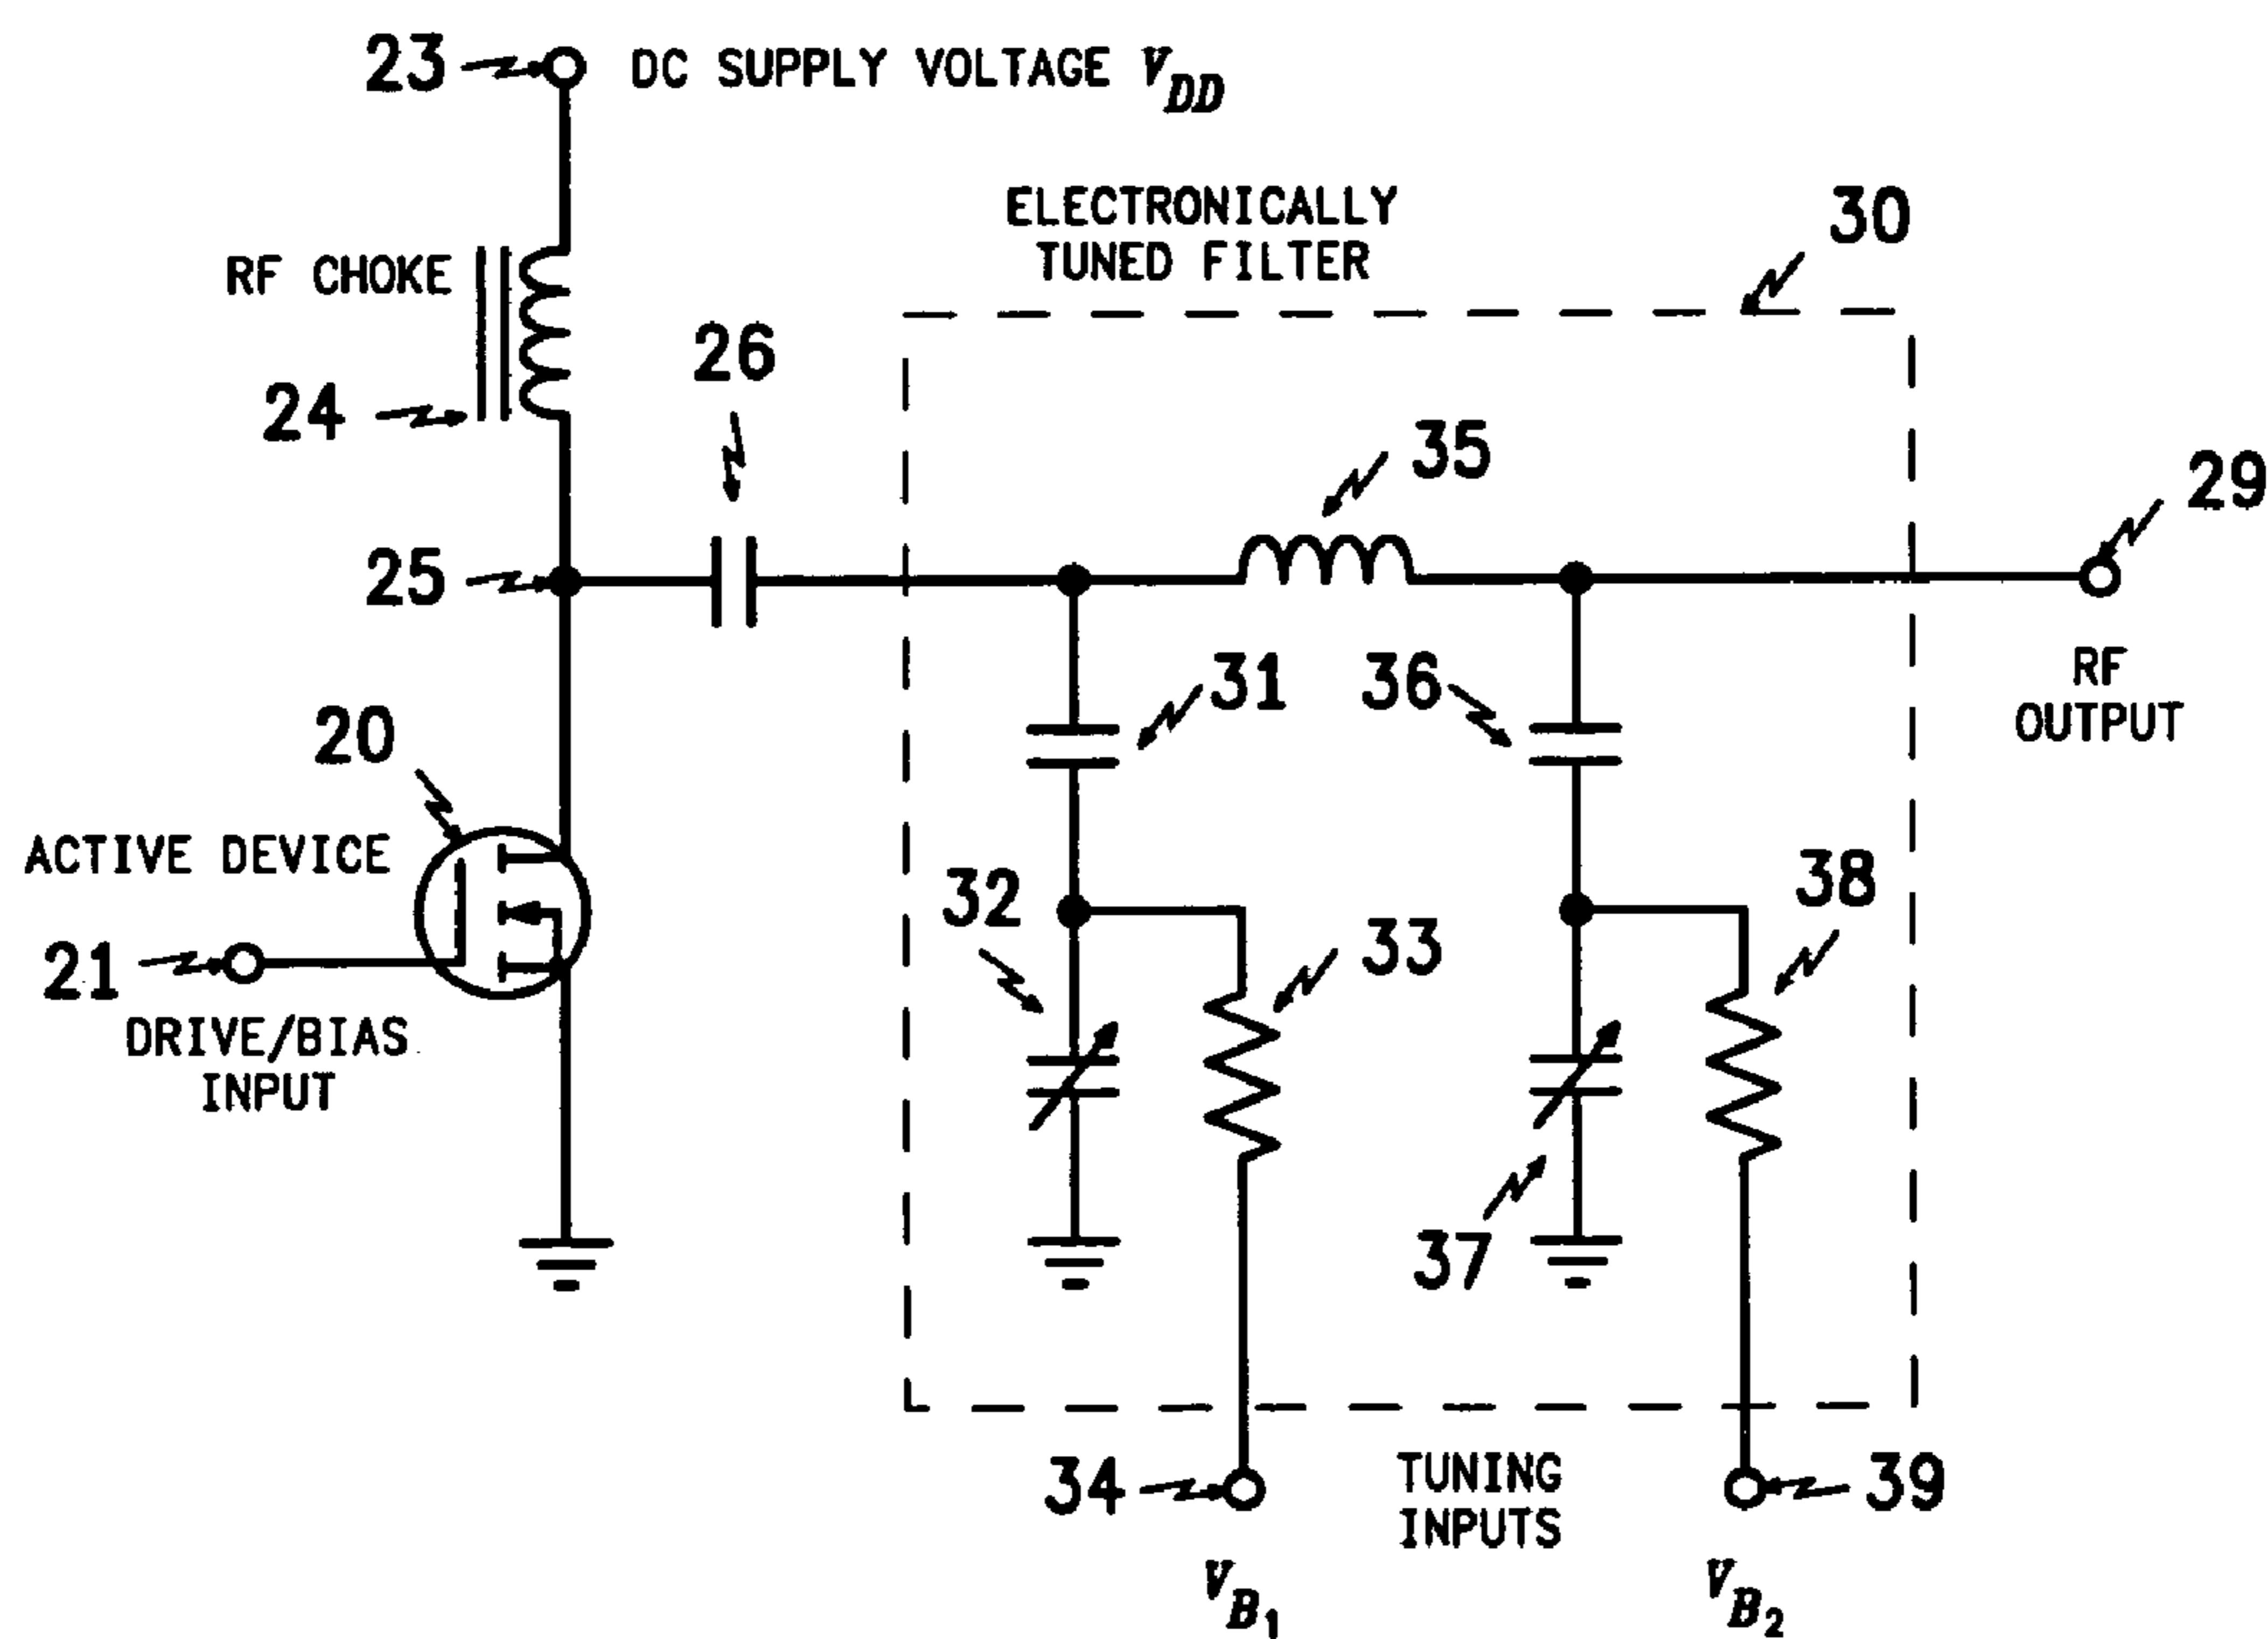 23
DC SUPPLY VOLTAGE V_DD
ELECTRONICALLY
TUNED FILTER
30
RF CHOKE
24
26
35
29
25
31
36
RF
OUTPUT
20
ACTIVE DEVICE
32
33
38
21
DRIVE/BIAS
INPUT
37
34
TUNING
INPUTS
39
V_B1
V_B2